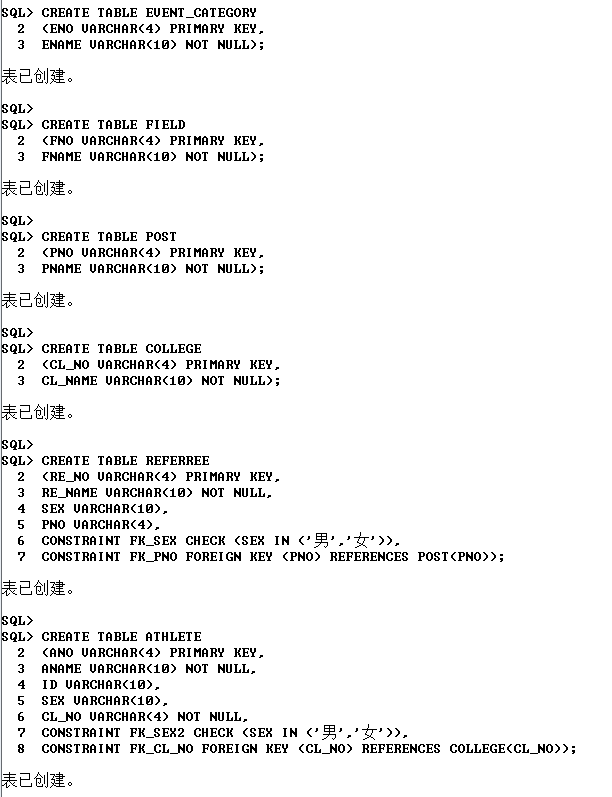 SQL> CREATE TABLE EVENT_CATEGORY
2 (ENO VARCHAR(4) PRIMARY KEY,
3 ENAME VARCHAR(10) NOT NULL);
表已创建。
SQL>
SQL> CREATE TABLE FIELD
2 (FNO VARCHAR(4) PRIMARY KEY,
3 FNAME VARCHAR(10) NOT NULL);
表已创建。
SQL>
SQL> CREATE TABLE POST
2 (PNO VARCHAR(4) PRIMARY KEY,
3 PNAME VARCHAR(10) NOT NULL);
表已创建。
SQL>
SQL> CREATE TABLE COLLEGE
2 (CL_NO VARCHAR(4) PRIMARY KEY,
3 CL_NAME VARCHAR(10) NOT NULL);
表已创建。
SQL>
SQL> CREATE TABLE REFERREE
2 (RE_NO VARCHAR(4) PRIMARY KEY,
3 RE_NAME VARCHAR(10) NOT NULL,
4 SEX VARCHAR(10),
5 PNO VARCHAR(4),
6 CONSTRAINT FK_SEX CHECK (SEX IN ('男','女')),
7 CONSTRAINT FK_PNO FOREIGN KEY (PNO) REFERENCES POST(PNO));
表已创建。
SQL>
SQL> CREATE TABLE ATHLETE
2 (ANO VARCHAR(4) PRIMARY KEY,
3 ANAME VARCHAR(10) NOT NULL,
4 ID VARCHAR(10),
5 SEX VARCHAR(10),
6 CL_NO VARCHAR(4) NOT NULL,
7 CONSTRAINT FK_SEX2 CHECK (SEX IN ('男','女')),
8 CONSTRAINT FK_CL_NO FOREIGN KEY (CL_NO) REFERENCES COLLEGE(CL_NO));
表已创建。